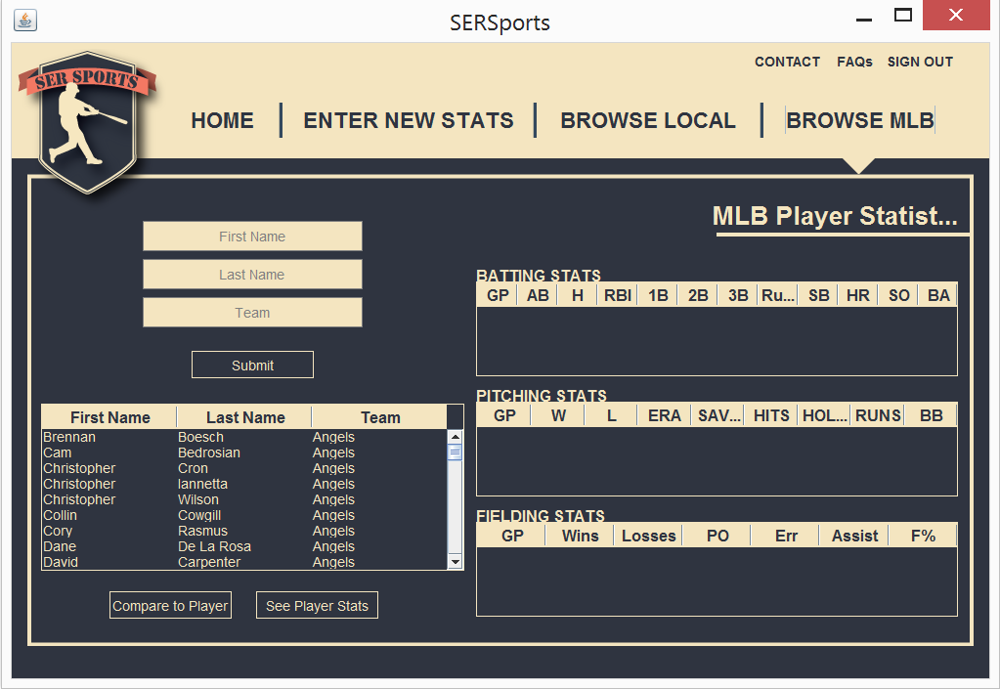 SERSports
CONTACT FAQs SIGN OUT
SER SPORTS
HOME ENTER NEW STATS BROWSE LOCAL BROWSE MLB
MLB Player Statist...
First Name
Last Name
Team
Submit
First Name Last Name Team
Brennan Boesch Angels
Cam Bedrosian Angels
Christopher Cron Angels
Christopher Iannetta Angels
Christopher Wilson Angels
Collin Cowgill Angels
Cory Rasmus Angels
Dane De La Rosa Angels
David Carpenter Angels
Compare to Player See Player Stats
BATTING STATS
GP AB H RBI 1B 2B 3B Ru... SB HR SO BA
PITCHING STATS
GP W L ERA SAV... HITS HOL... RUNS BB
FIELDING STATS
GP Wins Losses PO Err Assist F%